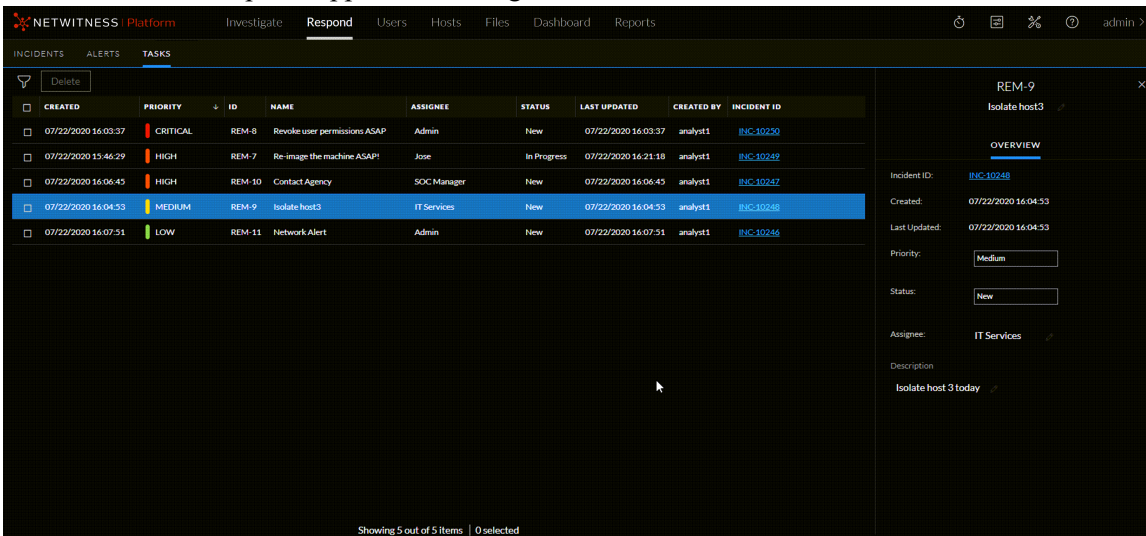 NETWITNESS Platform Investigate Respond Users Hosts Files Dashboard Reports admin >
INCIDENTS ALERTS TASKS
Delete
CREATED PRIORITY ↓ ID NAME ASSIGNEE STATUS LAST UPDATED CREATED BY INCIDENT ID
07/22/2020 16:03:37 CRITICAL REM-8 Revoke user permissions ASAP Admin New 07/22/2020 16:03:37 analyst1 INC-10250
07/22/2020 15:46:29 HIGH REM-7 Re-image the machine ASAP! Jose In Progress 07/22/2020 16:21:18 analyst1 INC-10249
07/22/2020 16:06:45 HIGH REM-10 Contact Agency SOC Manager New 07/22/2020 16:06:45 analyst1 INC-10247
07/22/2020 16:04:53 MEDIUM REM-9 Isolate host3 IT Services New 07/22/2020 16:04:53 analyst1 INC-10248
07/22/2020 16:07:51 LOW REM-11 Network Alert Admin New 07/22/2020 16:07:51 analyst1 INC-10246
Showing 5 out of 5 items | 0 selected
REM-9
Isolate host3
OVERVIEW
Incident ID: INC-10248
Created: 07/22/2020 16:04:53
Last Updated: 07/22/2020 16:04:53
Priority: Medium
Status: New
Assignee: IT Services
Description
Isolate host 3 today